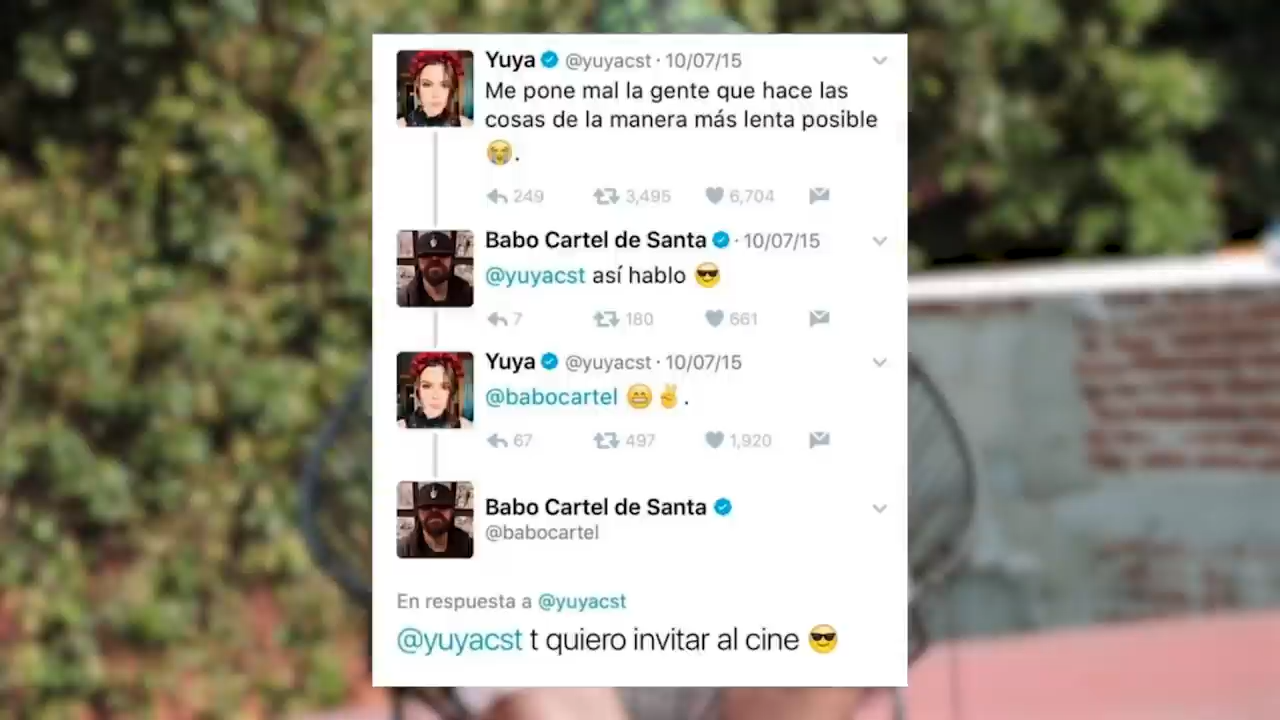 Yuya @yuyacst · 10/07/15
Me pone mal la gente que hace las
cosas de la manera más lenta posible
😭.
249 3,495 6,704
Babo Cartel de Santa · 10/07/15
@yuyacst así hablo 😎
7 180 661
Yuya @yuyacst · 10/07/15
@babocartel 😁✌️.
67 497 1,920
Babo Cartel de Santa
@babocartel
En respuesta a @yuyacst
@yuyacst t quiero invitar al cine 😎